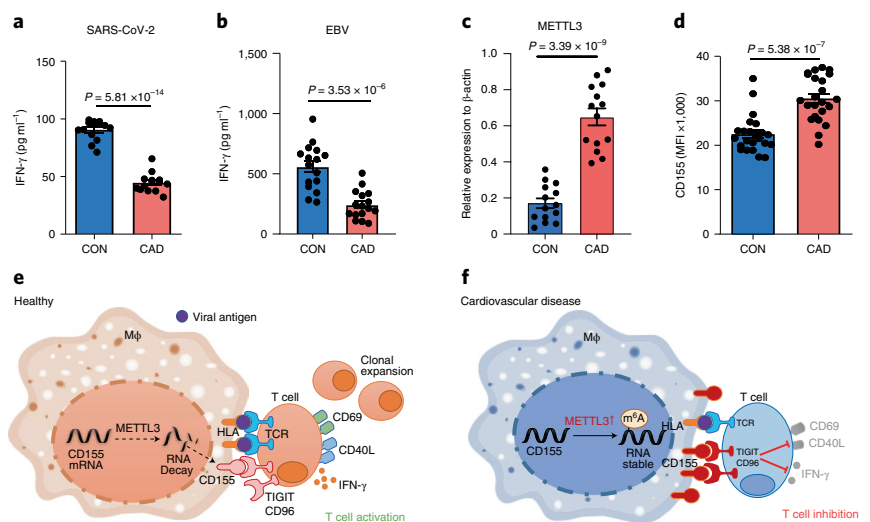 a
SARS-CoV-2
IFN-γ (pg ml⁻¹)
150
100
50
0
P = 5.81 ×10⁻¹⁴
CON
CAD
b
EBV
IFN-γ (pg ml⁻¹)
1,500
1,000
500
0
P = 3.53 × 10⁻⁶
CON
CAD
c
METTL3
Relative expression to β-actin
1.0
0.8
0.6
0.4
0.2
0
P = 3.39 × 10⁻⁹
CON
CAD
d
CD155 (MFI ×1,000)
40
30
20
10
0
P = 5.38 × 10⁻⁷
CON
CAD
e
Healthy
Viral antigen
Mϕ
Clonal
expansion
T cell
METTL3
HLA
TCR
CD69
CD40L
CD155
mRNA
RNA
Decay
CD155
IFN-γ
TIGIT
CD96
T cell activation
f
Cardiovascular disease
Mϕ
T cell
METTL3↑
m⁶A
HLA
TCR
CD69
CD40L
CD155
RNA
stable
CD155
TIGIT
CD96
IFN-γ
T cell inhibition